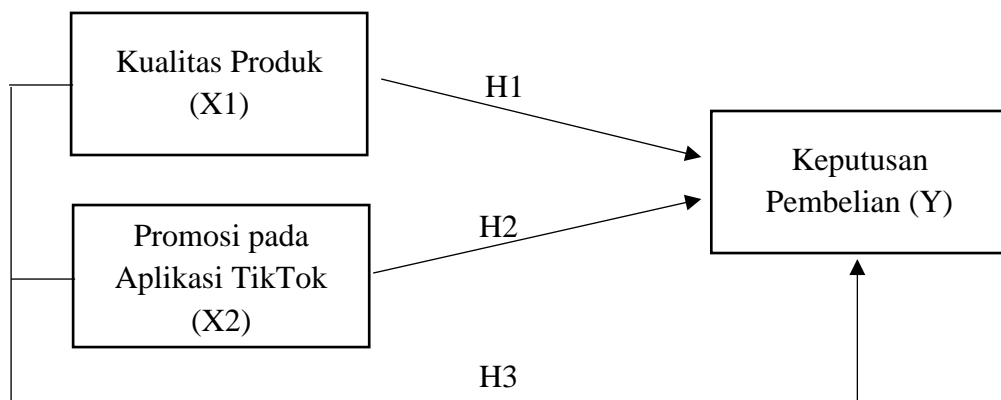 Kualitas Produk
(X1)
H1
Keputusan
Pembelian (Y)
Promosi pada
Aplikasi TikTok
(X2)
H2
H3